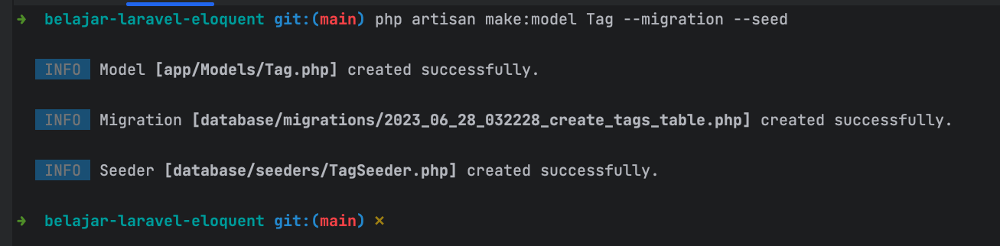 ➜ belajar-laravel-eloquent git:(main) php artisan make:model Tag --migration --seed
INFO Model [app/Models/Tag.php] created successfully.
INFO Migration [database/migrations/2023_06_28_032228_create_tags_table.php] created successfully.
INFO Seeder [database/seeders/TagSeeder.php] created successfully.
➜ belajar-laravel-eloquent git:(main) ✗